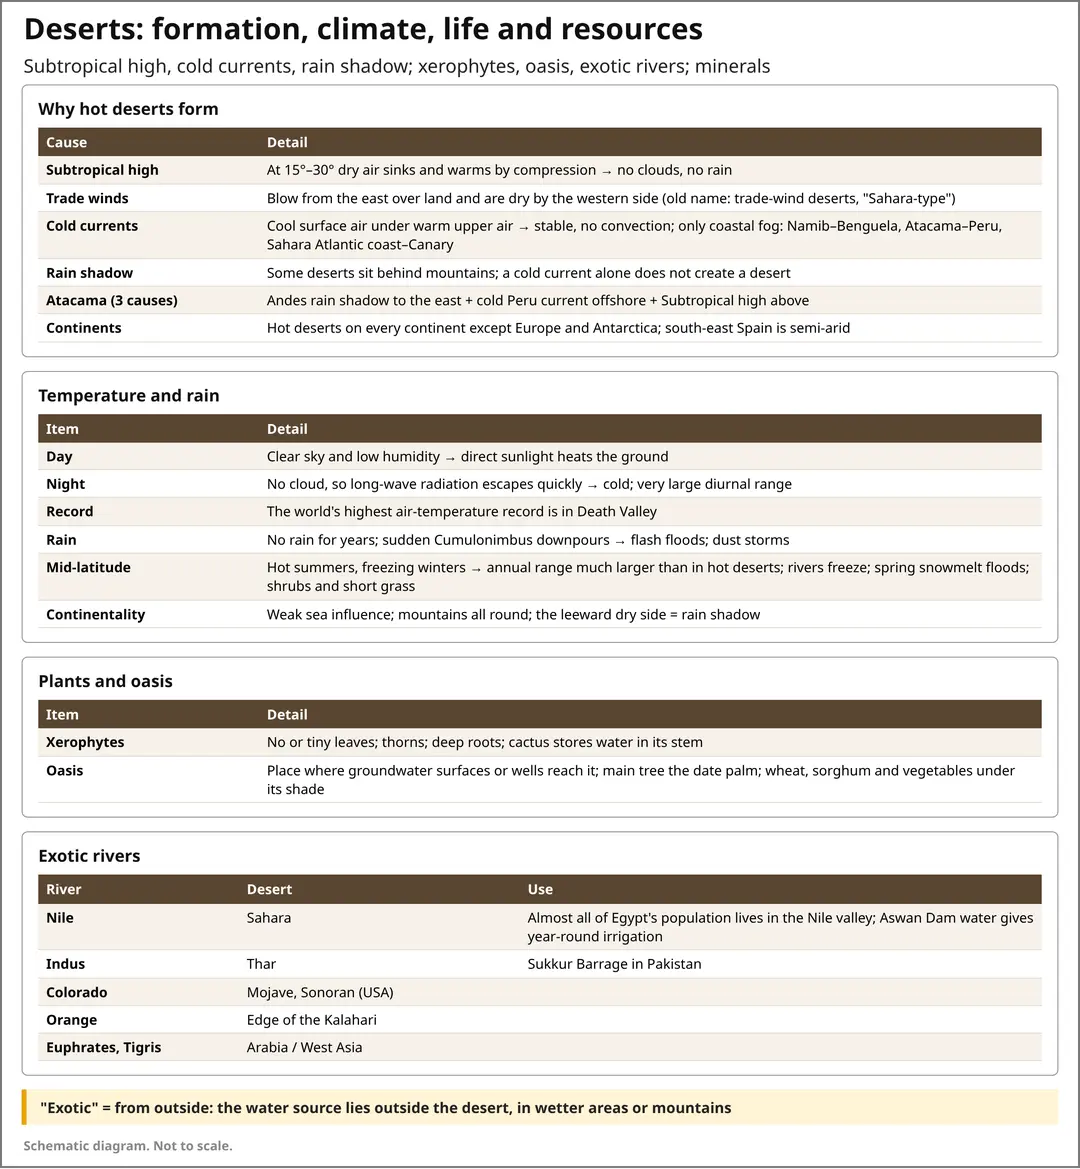 Deserts: formation, climate, life and resources
Subtropical high, cold currents, rain shadow; xerophytes, oasis, exotic rivers; minerals
Why hot deserts form
Cause Detail
Subtropical high At 15°–30° dry air sinks and warms by compression → no clouds, no rain
Trade winds Blow from the east over land and are dry by the western side (old name: trade-wind deserts, "Sahara-type")
Cold currents Cool surface air under warm upper air → stable, no convection; only coastal fog: Namib–Benguela, Atacama–Peru,
Sahara Atlantic coast–Canary
Rain shadow Some deserts sit behind mountains; a cold current alone does not create a desert
Atacama (3 causes) Andes rain shadow to the east + cold Peru current offshore + Subtropical high above
Continents Hot deserts on every continent except Europe and Antarctica; south-east Spain is semi-arid
Temperature and rain
Item Detail
Day Clear sky and low humidity → direct sunlight heats the ground
Night No cloud, so long-wave radiation escapes quickly → cold; very large diurnal range
Record The world's highest air-temperature record is in Death Valley
Rain No rain for years; sudden Cumulonimbus downpours → flash floods; dust storms
Mid-latitude Hot summers, freezing winters → annual range much larger than in hot deserts; rivers freeze; spring snowmelt floods;
shrubs and short grass
Continentality Weak sea influence; mountains all round; the leeward dry side = rain shadow
Plants and oasis
Item Detail
Xerophytes No or tiny leaves; thorns; deep roots; cactus stores water in its stem
Oasis Place where groundwater surfaces or wells reach it; main tree the date palm; wheat, sorghum and vegetables under
its shade
Exotic rivers
River Desert Use
Nile Sahara Almost all of Egypt's population lives in the Nile valley; Aswan Dam water gives
year-round irrigation
Indus Thar Sukkur Barrage in Pakistan
Colorado Mojave, Sonoran (USA)
Orange Edge of the Kalahari
Euphrates, Tigris Arabia / West Asia
"Exotic" = from outside: the water source lies outside the desert, in wetter areas or mountains
Schematic diagram. Not to scale.